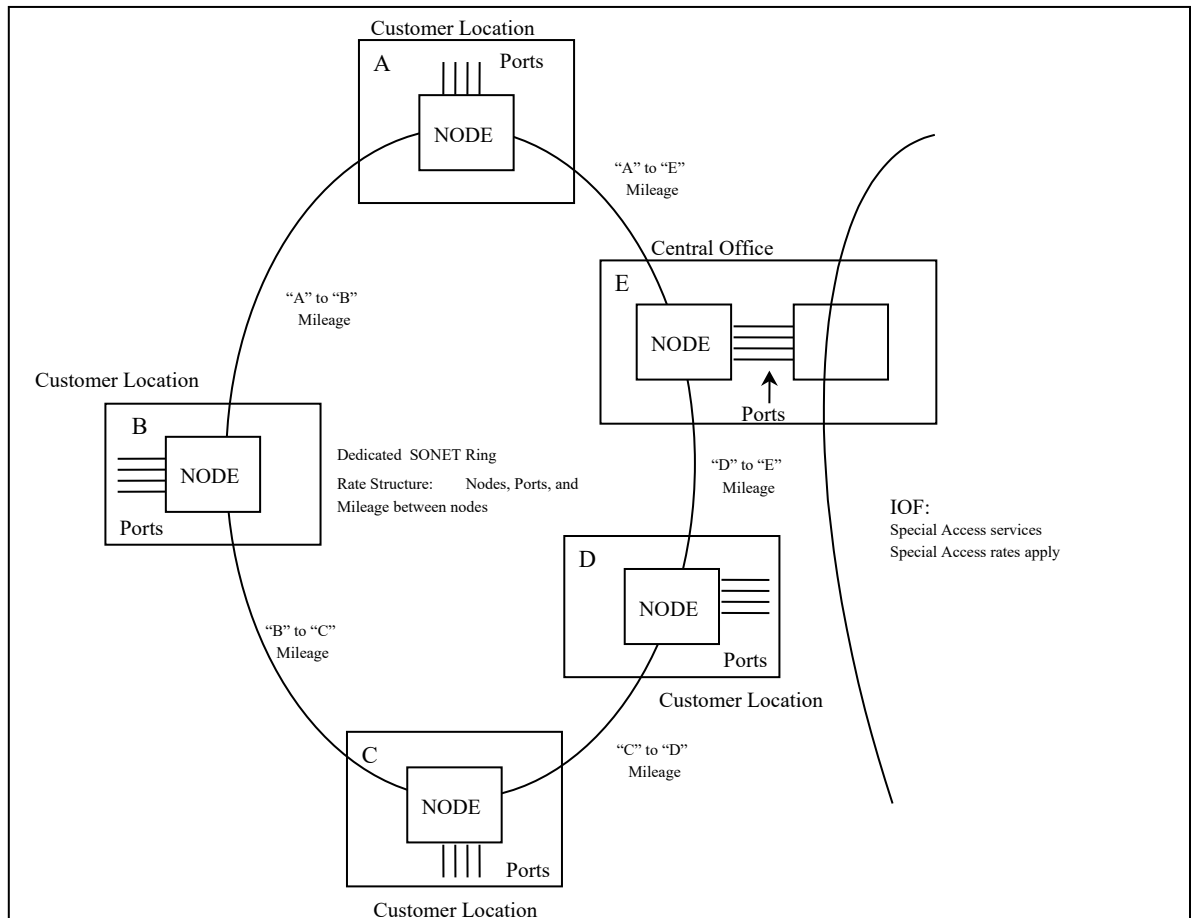 Customer Location
A
Ports
NODE
“A” to “E”
Mileage
Central Office
E
NODE
Ports
“A” to “B”
Mileage
Customer Location
B
NODE
Ports
Dedicated SONET Ring
Rate Structure: Nodes, Ports, and
Mileage between nodes
“D” to “E”
Mileage
IOF:
Special Access services
Special Access rates apply
D
NODE
Ports
Customer Location
“B” to “C”
Mileage
“C” to “D”
Mileage
C
NODE
Ports
Customer Location